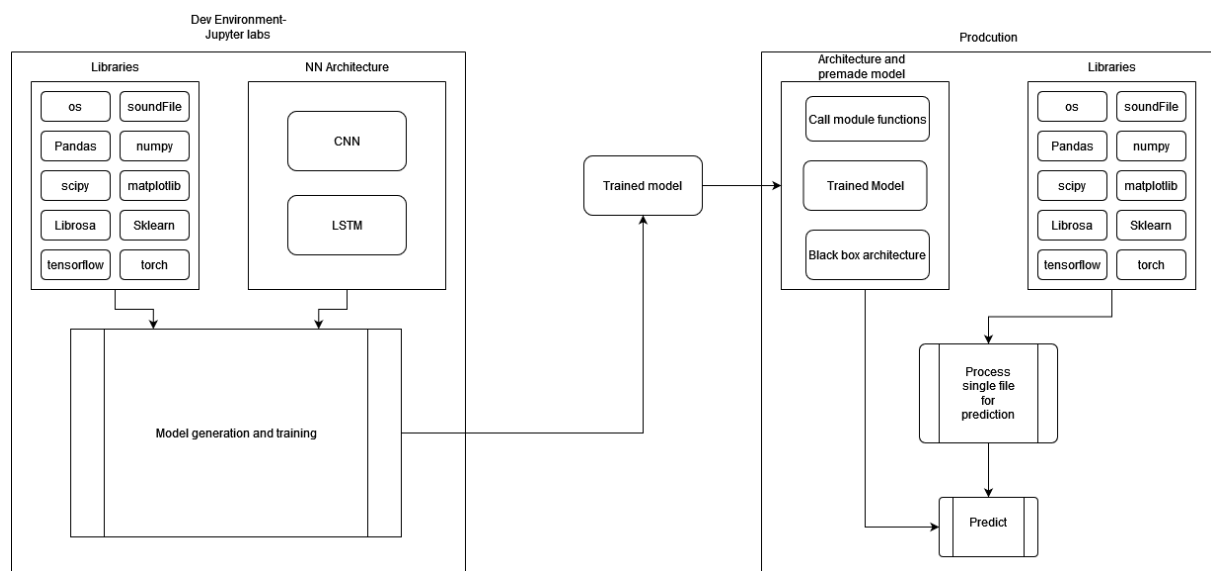 Dev Environment-
Jupyter labs
Libraries
NN Architecture
os
soundFile
Pandas
numpy
scipy
matplotlib
Librosa
Sklearn
tensorflow
torch
CNN
LSTM
Model generation and training
Trained model
Prodcution
Architecture and
premade model
Libraries
Call module functions
Trained Model
Black box architecture
os
soundFile
Pandas
numpy
scipy
matplotlib
Librosa
Sklearn
tensorflow
torch
Process
single file
for
prediction
Predict